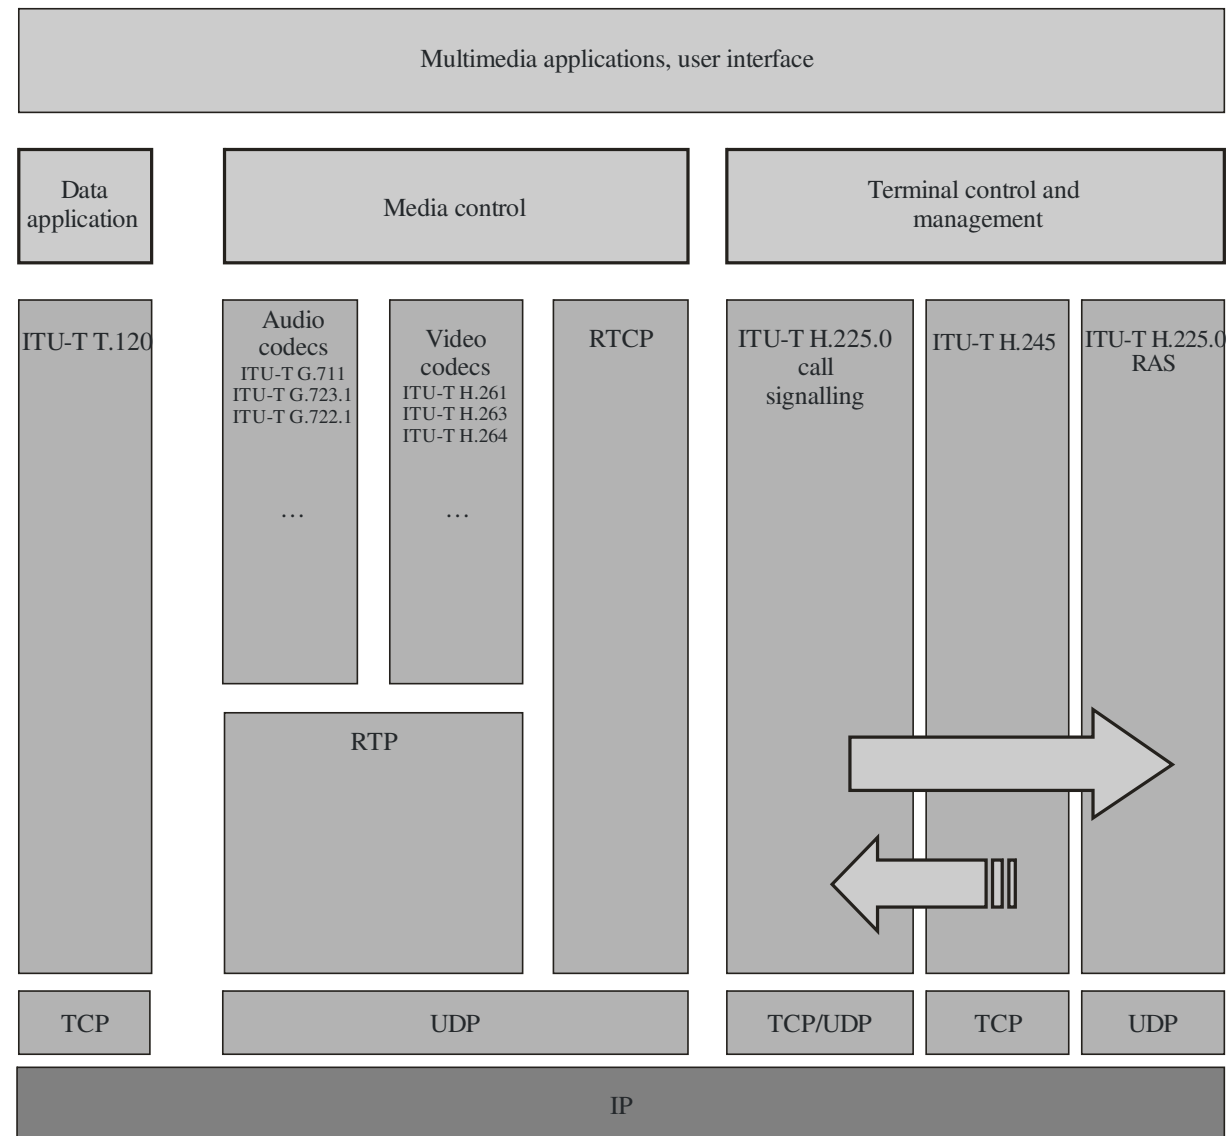 Multimedia applications, user interface
Data
application
Media control
Terminal control and
management
ITU-T T.120
Audio
codecs
ITU-T G.711
ITU-T G.723.1
ITU-T G.722.1
…
Video
codecs
ITU-T H.261
ITU-T H.263
ITU-T H.264
…
RTCP
ITU-T H.225.0
call
signalling
ITU-T H.245
ITU-T H.225.0
RAS
RTP
TCP
UDP
TCP/UDP
TCP
UDP
IP